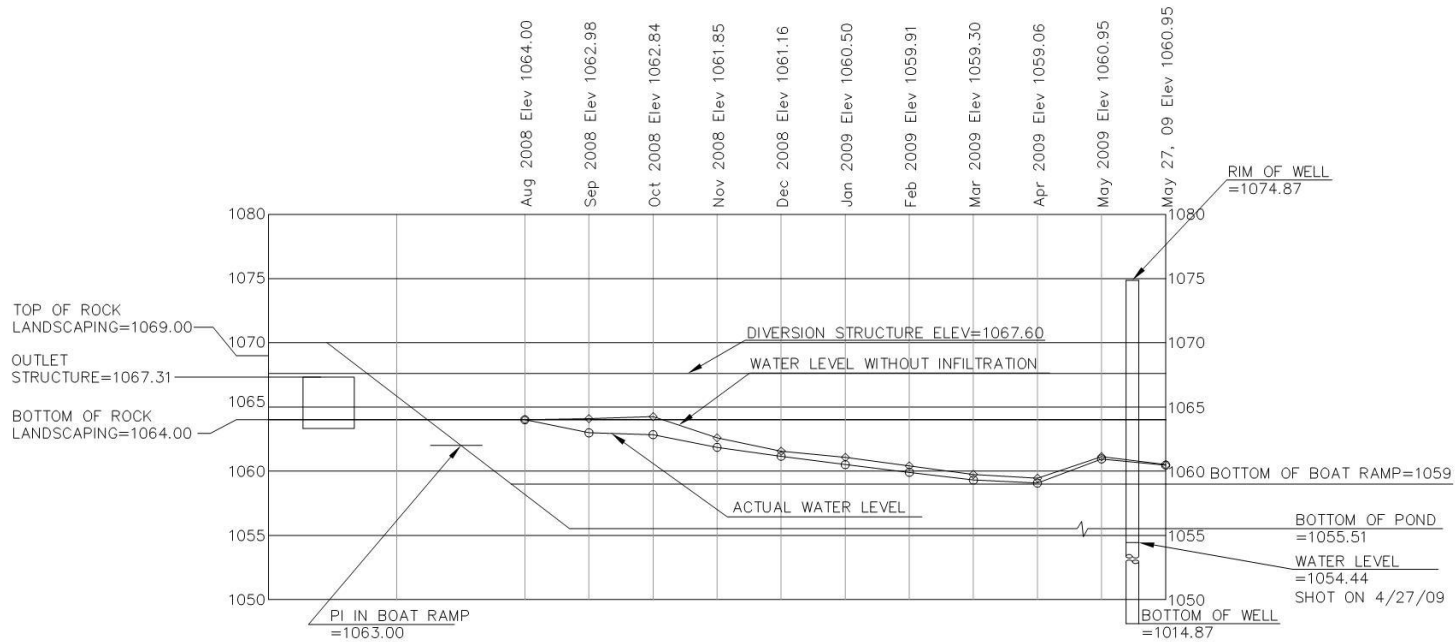 Aug 2008 Elev 1064.00
Sep 2008 Elev 1062.98
Oct 2008 Elev 1062.84
Nov 2008 Elev 1061.85
Dec 2008 Elev 1061.16
Jan 2009 Elev 1060.50
Feb 2009 Elev 1059.91
Mar 2009 Elev 1059.30
Apr 2009 Elev 1059.06
May 2009 Elev 1060.95
May 27, 09 Elev 1060.95
RIM OF WELL
=1074.87
1080
1080
1075
1075
TOP OF ROCK
LANDSCAPING=1069.00
1070
DIVERSION STRUCTURE ELEV=1067.60
1070
OUTLET
STRUCTURE=1067.31
WATER LEVEL WITHOUT INFILTRATION
1065
1065
BOTTOM OF ROCK
LANDSCAPING=1064.00
1060
1060
BOTTOM OF BOAT RAMP=1059
ACTUAL WATER LEVEL
1055
1055
BOTTOM OF POND
=1055.51
WATER LEVEL
=1054.44
SHOT ON 4/27/09
1050
1050
PI IN BOAT RAMP
=1063.00
BOTTOM OF WELL
=1014.87